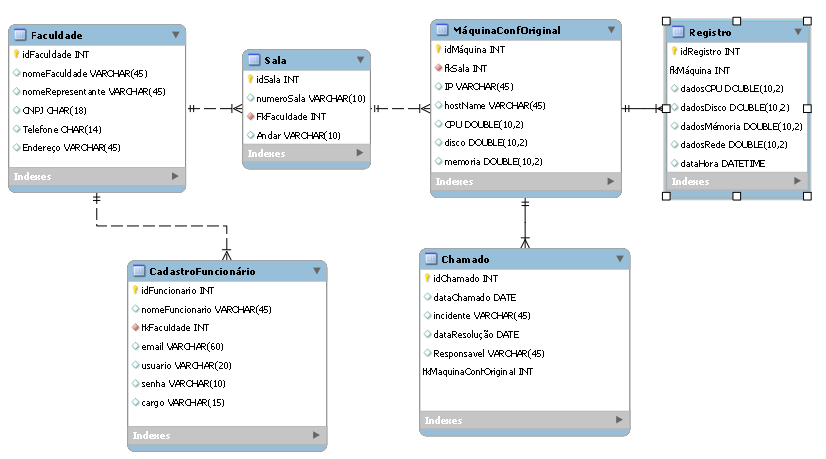 Faculdade
idFaculdade INT
nomeFaculdade VARCHAR(45)
nomeRepresentante VARCHAR(45)
CNPJ CHAR(18)
Telefone CHAR(14)
Endereço VARCHAR(45)
Indexes
Sala
idSala INT
numeroSala VARCHAR(10)
FkFaculdade INT
Andar VARCHAR(10)
Indexes
MáquinaConfOriginal
idMáquina INT
fkSala INT
IP VARCHAR(45)
hostName VARCHAR(45)
CPU DOUBLE(10,2)
disco DOUBLE(10,2)
memoria DOUBLE(10,2)
Indexes
Registro
idRegistro INT
fkMáquina INT
dadosCPU DOUBLE(10,2)
dadosDisco DOUBLE(10,2)
dadosMémoria DOUBLE(10,2)
dadosRede DOUBLE(10,2)
dataHora DATETIME
Indexes
CadastroFuncionário
idFuncionario INT
nomeFuncionario VARCHAR(45)
fkFaculdade INT
email VARCHAR(60)
usuario VARCHAR(20)
senha VARCHAR(10)
cargo VARCHAR(15)
Indexes
Chamado
idChamado INT
dataChamado DATE
incidente VARCHAR(45)
dataResolução DATE
Responsavel VARCHAR(45)
fkMaquinaConfOriginal INT
Indexes